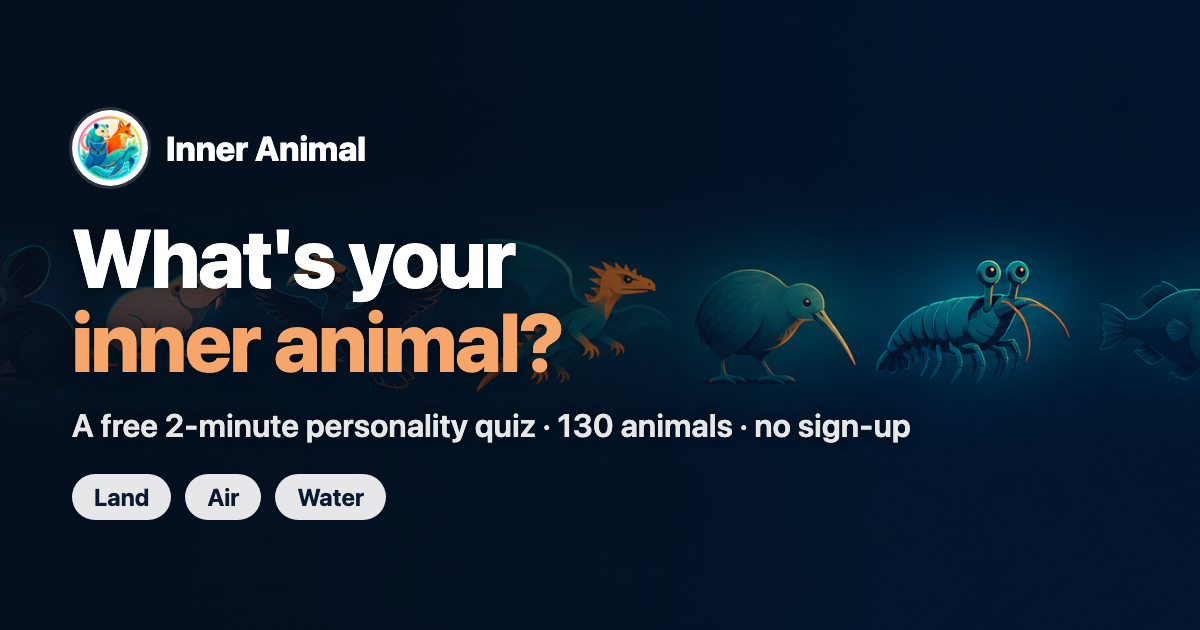 Inner Animal
What's your
inner animal?
A free 2-minute personality quiz · 130 animals · no sign-up
Land
Air
Water